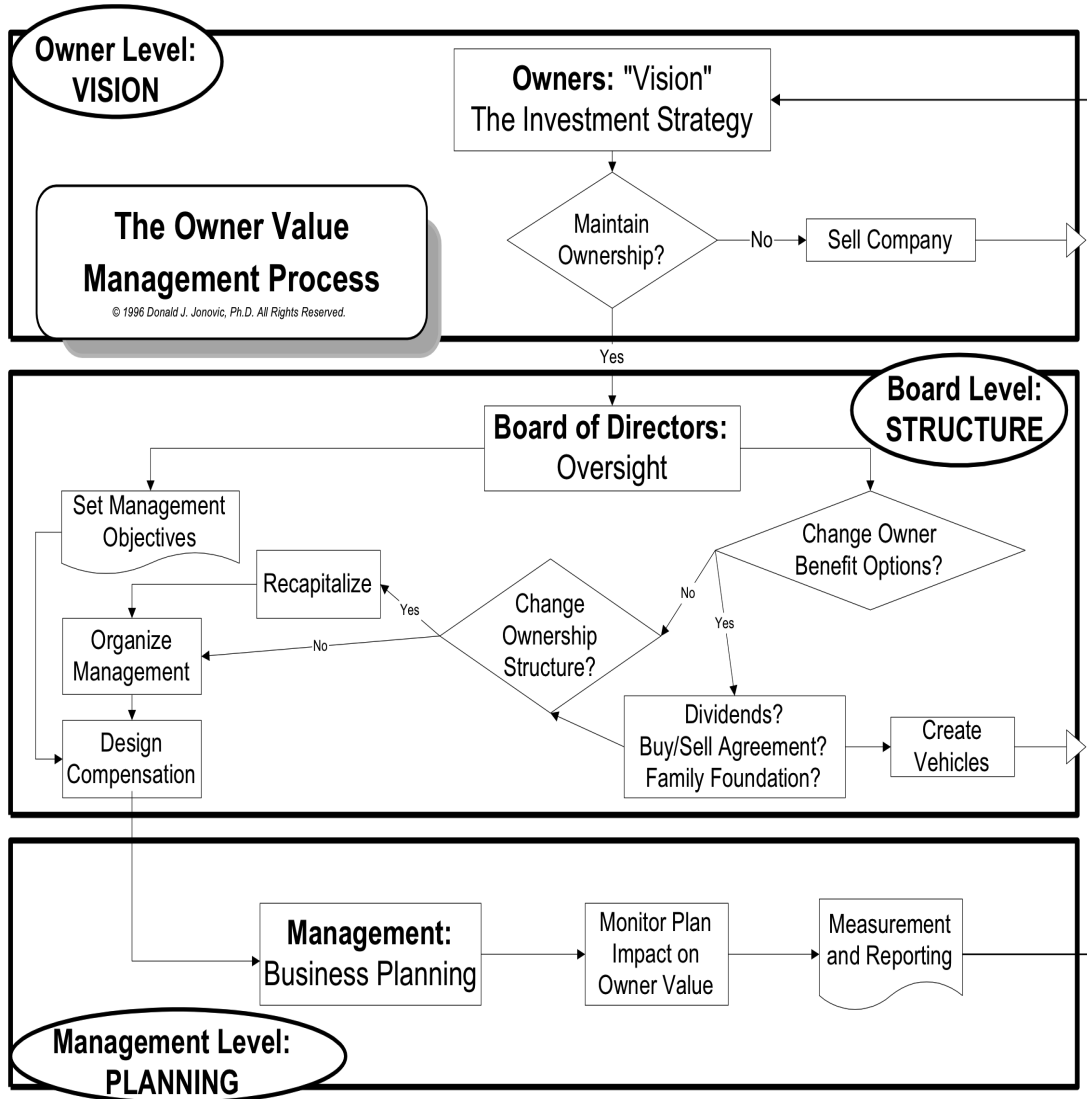 Owner Level:
VISION
Owners: "Vision"
The Investment Strategy
The Owner Value
Management Process
© 1996 Donald J. Jonovic, Ph.D. All Rights Reserved.
Maintain
Ownership?
No
Sell Company
Yes
Board Level:
STRUCTURE
Board of Directors:
Oversight
Set Management
Objectives
Change Owner
Benefit Options?
Recapitalize
Yes
Change
Ownership
Structure?
No
Yes
No
Organize
Management
Dividends?
Buy/Sell Agreement?
Family Foundation?
Create
Vehicles
Design
Compensation
Management:
Business Planning
Monitor Plan
Impact on
Owner Value
Measurement
and Reporting
Management Level:
PLANNING